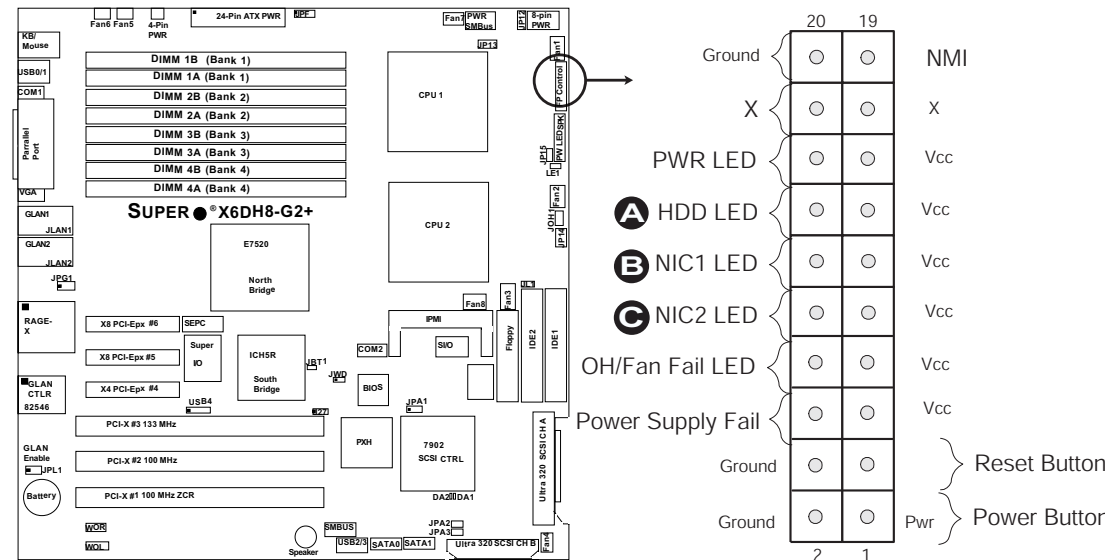 Fan6 Fan5
4-Pin
PWR
24-Pin ATX PWR
JPF
Fan7
PWR
SMBus
JP12
8-pin
PWR
KB/
Mouse
USB0/1
COM1
Parrallel
Port
VGA
GLAN1
JLAN1
GLAN2
JLAN2
JPG1
RAGE-
X
GLAN
CTLR
82546
GLAN
Enable
JPL1
Battery
WOR
WOL
DIMM 1B (Bank 1)
DIMM 1A (Bank 1)
DIMM 2B (Bank 2)
DIMM 2A (Bank 2)
DIMM 3B (Bank 3)
DIMM 3A (Bank 3)
DIMM 4B (Bank 4)
DIMM 4A (Bank 4)
SUPER ● ® X6DH8-G2+
JP13
CPU 1
CPU 2
Fan1
FP Control
SPK
PW LED
JP15
LE1
Fan2
JOH1
JP14
E7520
North
Bridge
X8 PCI-Epx #6
SEPC
X8 PCI-Epx #5
X4 PCI-Epx #4
Super
I/O
ICH5R
South
Bridge
JBT1
JWD
USB4
J27
COM2
BIOS
Fan8
IPMI
SI/O
Fan3
JL1
Floppy
IDE2
IDE1
JPA1
PCI-X #3 133 MHz
PCI-X #2 100 MHz
PCI-X #1 100 MHz ZCR
PXH
7902
SCSI CTRL
DA2 DA1
Ultra 320 SCSI CH A
Speaker
SMBUS
USB2/3
SATA0
SATA1
JPA2
JPA3
Ultra 320 SCSI CH B
Fan4
20 19
Ground NMI
X X
PWR LED Vcc
A HDD LED Vcc
B NIC1 LED Vcc
C NIC2 LED Vcc
OH/Fan Fail LED Vcc
Power Supply Fail Vcc
Ground Reset Button
Ground Pwr Power Button
2 1